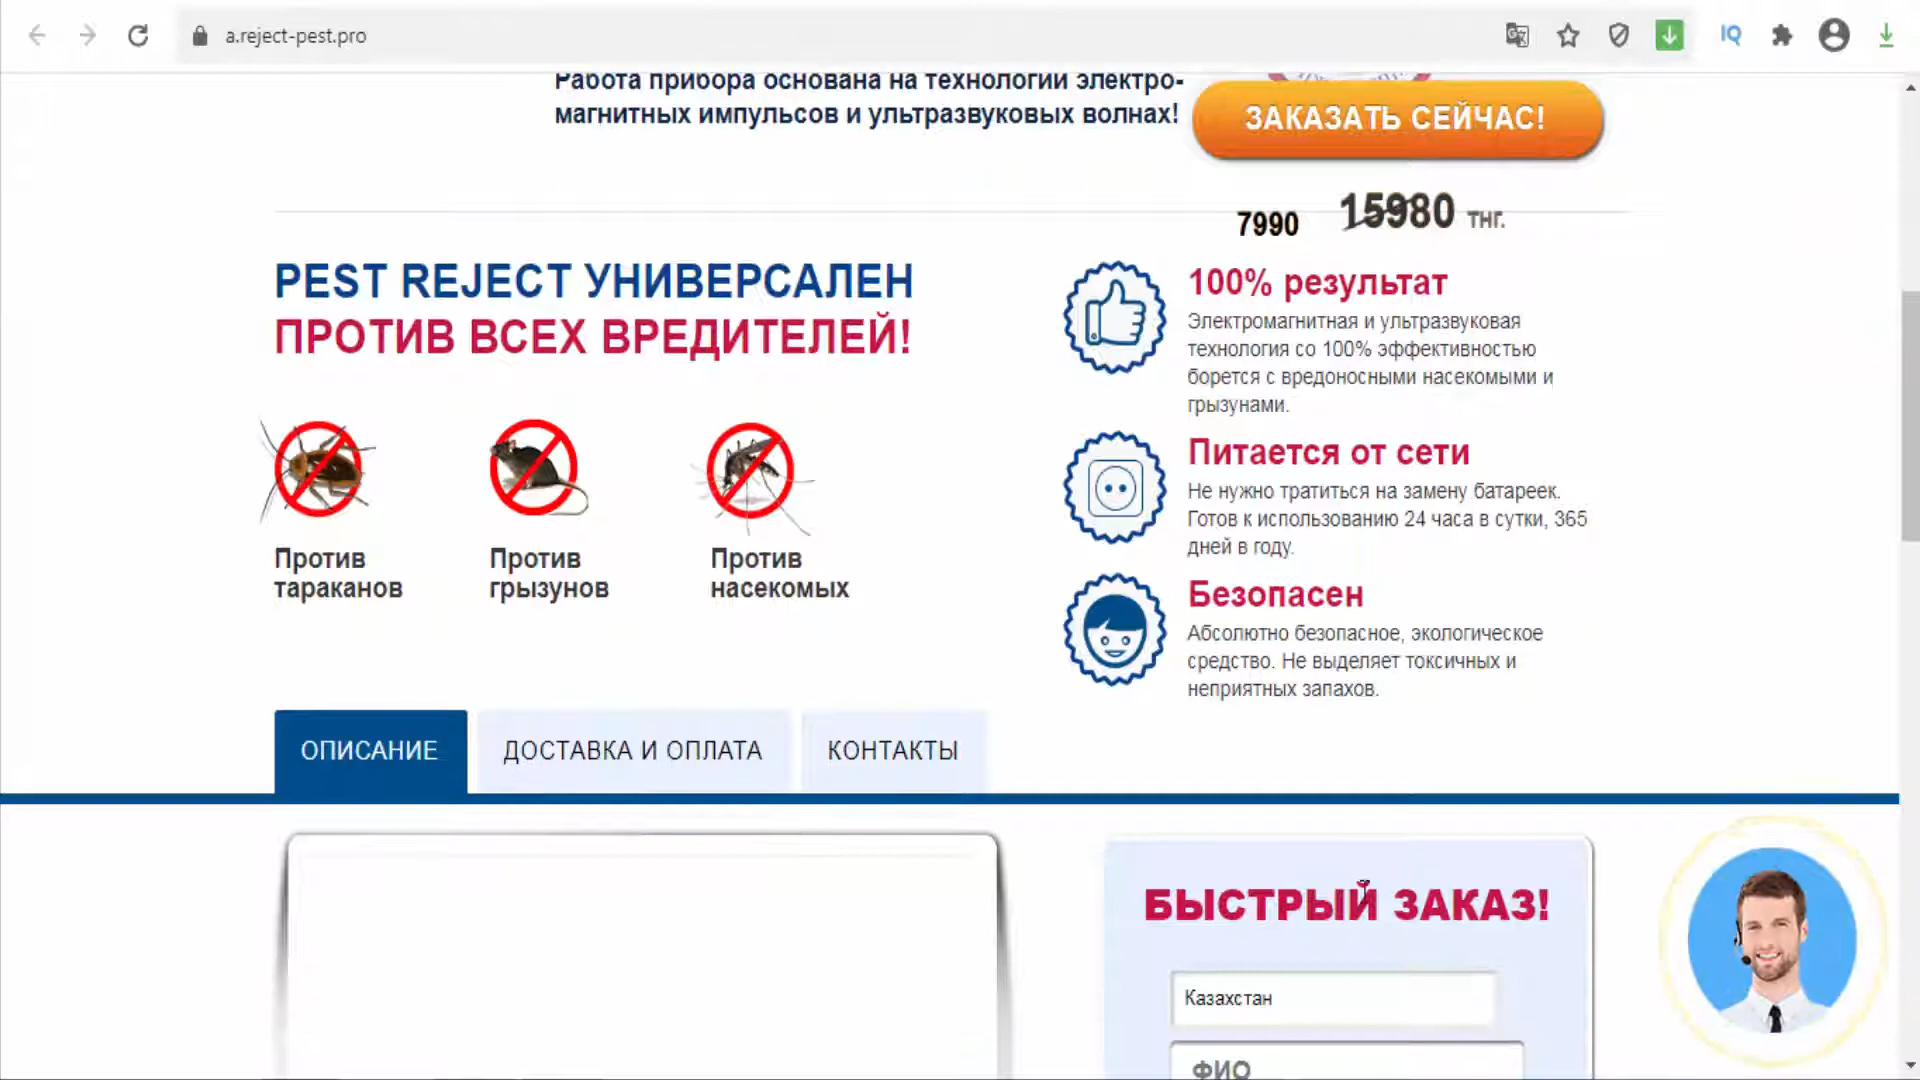 a.reject-pest.pro
IQ
Работа прибора основана на технологии электро-
магнитных импульсов и ультразвуковых волнах!
ЗАКАЗАТЬ СЕЙЧАС!
7990 15980 тнг.
PEST REJECT УНИВЕРСАЛЕН
ПРОТИВ ВСЕХ ВРЕДИТЕЛЕЙ!
Против
тараканов
Против
грызунов
Против
насекомых
100% результат
Электромагнитная и ультразвуковая
технология со 100% эффективностью
борется с вредоносными насекомыми и
грызунами.
Питается от сети
Не нужно тратиться на замену батареек.
Готов к использованию 24 часа в сутки, 365
дней в году.
Безопасен
Абсолютно безопасное, экологическое
средство. Не выделяет токсичных и
неприятных запахов.
ОПИСАНИЕ
ДОСТАВКА И ОПЛАТА
КОНТАКТЫ
БЫСТРЫЙ ЗАКАЗ!
Казахстан
ФИО